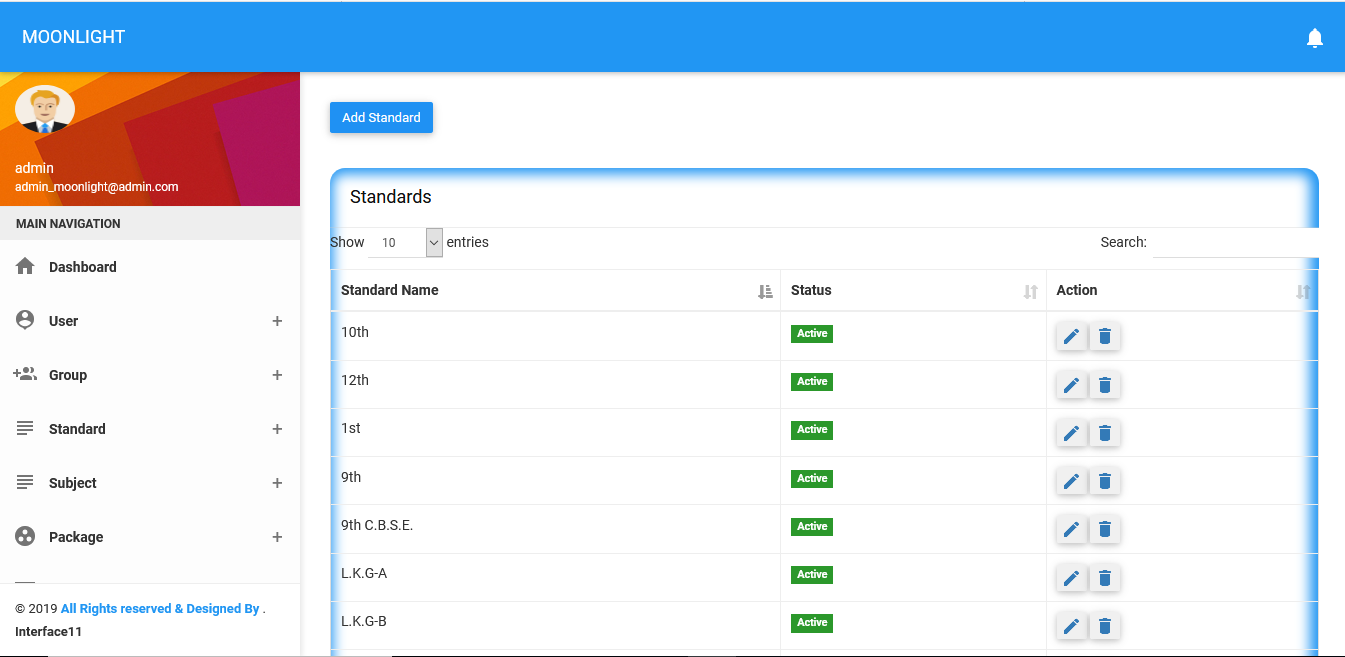 MOONLIGHT
admin
admin_moonlight@admin.com
MAIN NAVIGATION
Dashboard
User +
Group +
Standard +
Subject +
Package +
© 2019 All Rights reserved & Designed By .
Interface11
Add Standard
Standards
Show 10 entries Search:
Standard Name Status Action
10th Active
12th Active
1st Active
9th Active
9th C.B.S.E. Active
L.K.G-A Active
L.K.G-B Active